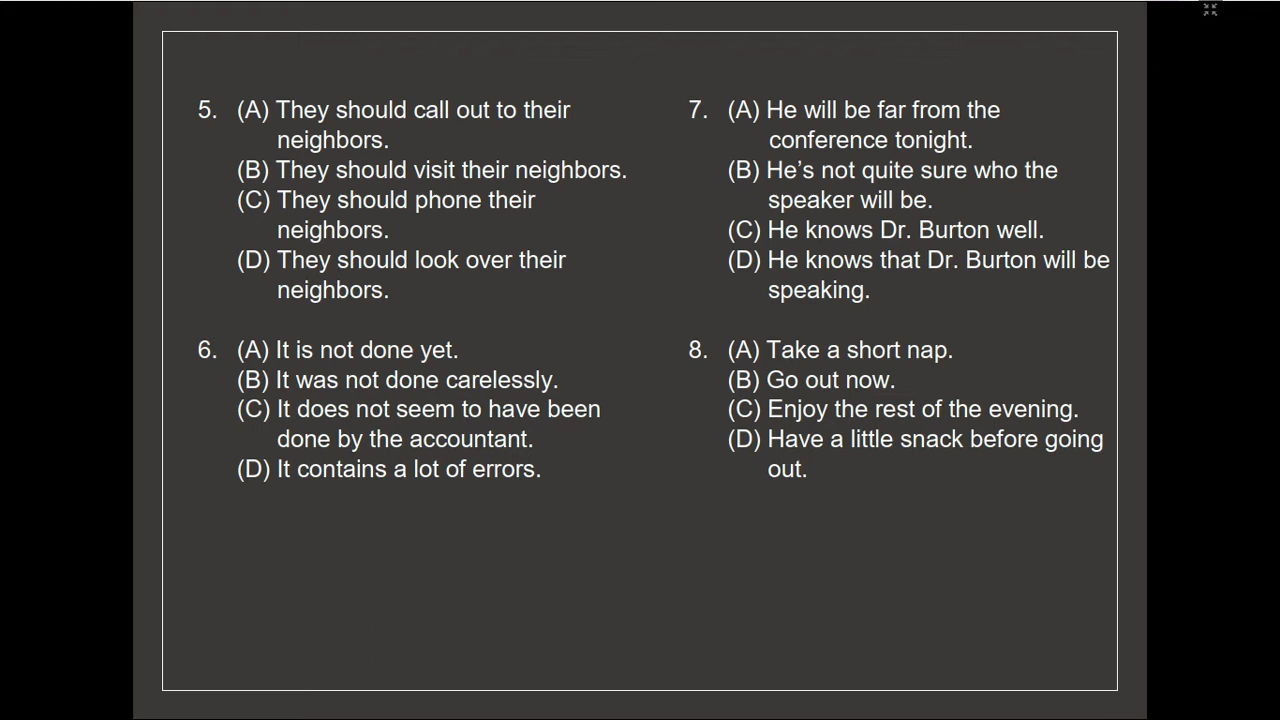 5. (A) They should call out to their
neighbors.
(B) They should visit their neighbors.
(C) They should phone their
neighbors.
(D) They should look over their
neighbors.
6. (A) It is not done yet.
(B) It was not done carelessly.
(C) It does not seem to have been
done by the accountant.
(D) It contains a lot of errors.
7. (A) He will be far from the
conference tonight.
(B) He’s not quite sure who the
speaker will be.
(C) He knows Dr. Burton well.
(D) He knows that Dr. Burton will be
speaking.
8. (A) Take a short nap.
(B) Go out now.
(C) Enjoy the rest of the evening.
(D) Have a little snack before going
out.